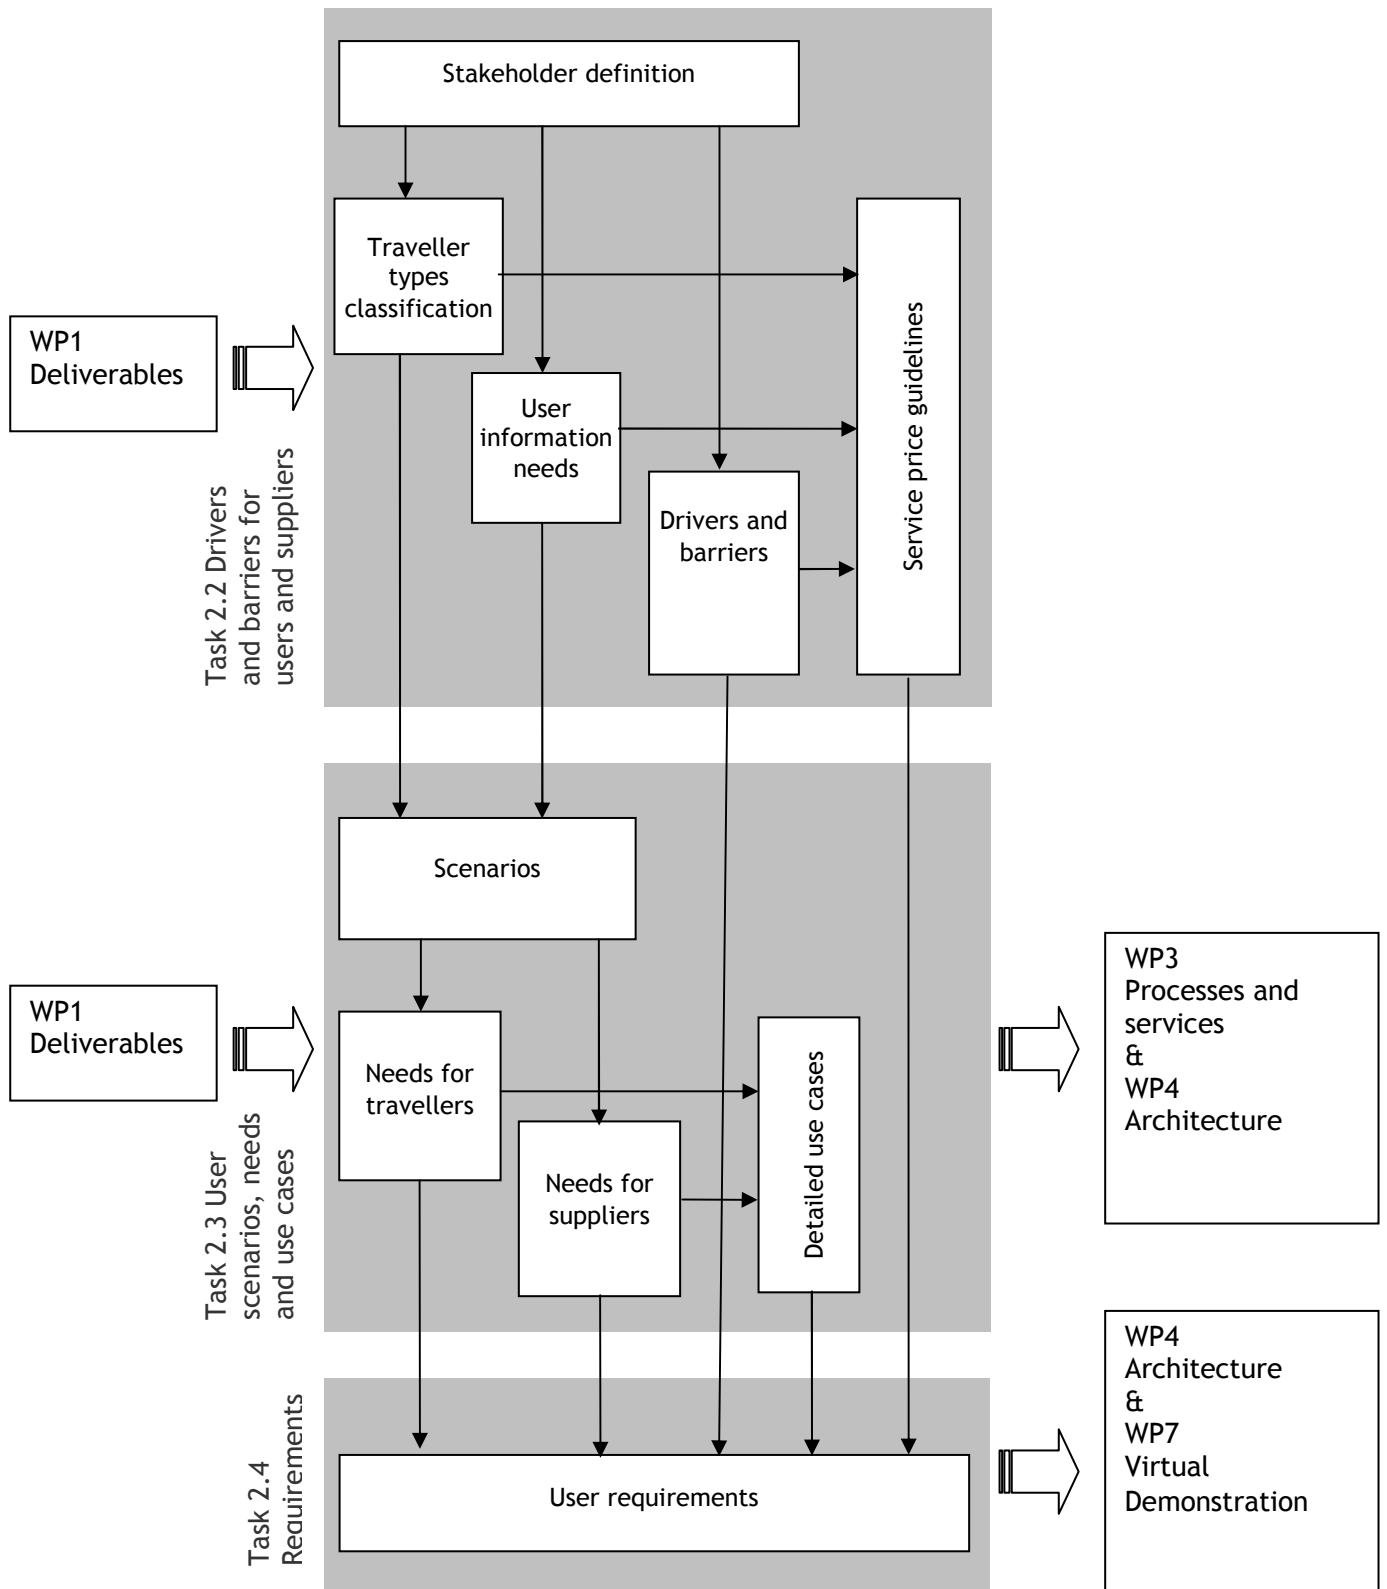 Stakeholder definition
Traveller
types
classification
WP1
Deliverables
User
information
needs
Drivers and
barriers
Service price guidelines
Task 2.2 Drivers
and barriers for
users and suppliers
Scenarios
WP1
Deliverables
Needs for
travellers
Needs for
suppliers
Detailed use cases
Task 2.3 User
scenarios, needs
and use cases
WP3
Processes and
services
&
WP4
Architecture
Task 2.4
Requirements
User requirements
WP4
Architecture
&
WP7
Virtual
Demonstration